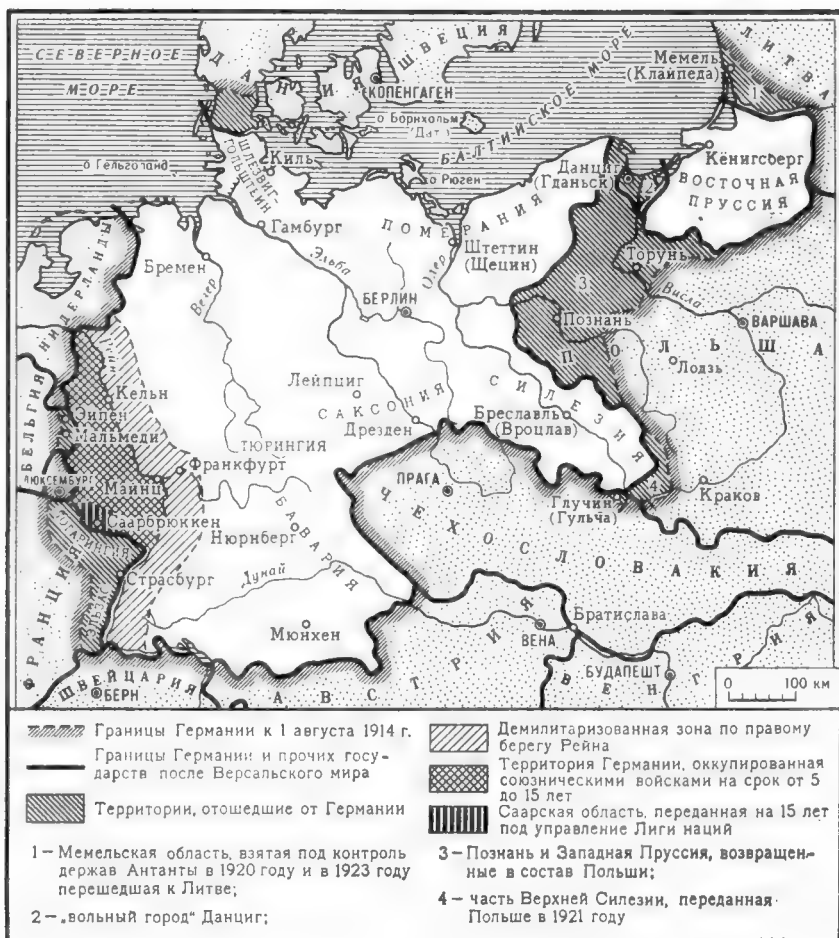 СЕВЕРНОЕ
МОРЕ
ДАНИЯ
ШВЕЦИЯ
КОПЕНГАГЕН
о Борнхольм
(Дат.)
БАЛТИЙСКОЕ МОРЕ
Мемель
(Клайпеда)
ЛИТВА
1
о Гельголанд
ШЛЕЗВИГ-
ГОЛЬШТЕЙН
Киль
о Рюген
Данциг
(Гданьск)
2
Кёнигсберг
ВОСТОЧНАЯ
ПРУССИЯ
Гамбург
ПОМЕРАНИЯ
Штеттин
(Щецин)
Торунь
НИДЕРЛАНДЫ
Бремен
Везер
Эльба
Одер
БЕРЛИН
3
Висла
Познань
ВАРШАВА
ПОЛЬША
Лодзь
БЕЛЬГИЯ
Рейн
Кельн
Эйпен
Мальмеди
Лейпциг
САКСОНИЯ
Дрезден
СИЛЕЗИЯ
Бреславль
(Вроцлав)
ТЮРИНГИЯ
Франкфурт
ЛЮКСЕМБУРГ
Майнц
ПРАГА
Глучин
(Гульча)
4
Краков
Саарбрюккен
ЛОТАРИНГИЯ
Нюрнберг
БАВАРИЯ
ЧЕХОСЛОВАКИЯ
ФРАНЦИЯ
ЭЛЬЗАС
Страсбург
Дунай
Мюнхен
ВЕНА
Братислава
БУДАПЕШТ
ШВЕЙЦАРИЯ
БЕРН
АВСТРИЯ
ВЕНГРИЯ
0 100 км
Границы Германии к 1 августа 1914 г.
Границы Германии и прочих госу-
дарств после Версальского мира
Территории, отошедшие от Германии
1 — Мемельская область, взятая под контроль
держав Антанты в 1920 году и в 1923 году
перешедшая к Литве;
2 — „вольный город" Данциг;
Демилитаризованная зона по правому
берегу Рейна
Территория Германии, оккупированная
союзническими войсками на срок от 5
до 15 лет
Саарская область, переданная на 15 лет
под управление Лиги наций
3 — Познань и Западная Пруссия, возвращен-
ные в состав Польши;
4 — часть Верхней Силезии, переданная
Польше в 1921 году